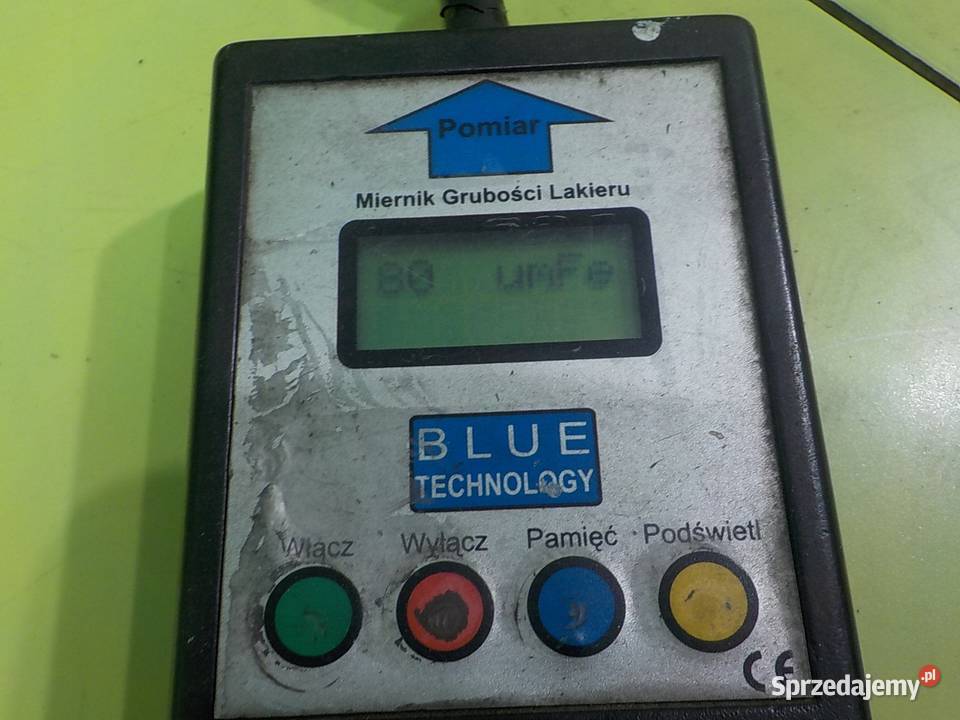 Pomiar
Miernik Grubości Lakieru
80 umFe
BLUE
TECHNOLOGY
Włącz Wyłącz Pamięć Podświetl
CE
Sprzedajemy.pl